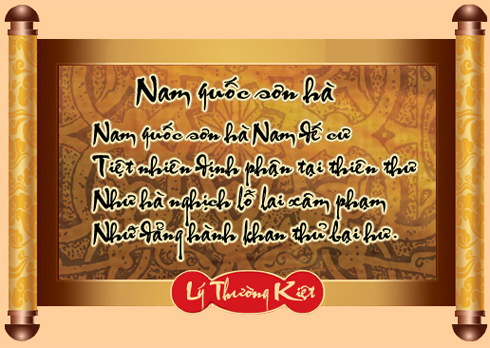 Nam quốc sơn hà
Nam quốc sơn hà Nam đế cư
Tiệt nhiên định phận tại thiên thư
Như hà nghịch lỗ lai xâm phạm
Nhữ đẳng hành khan thủ bại hư.
Lý Thường Kiệt